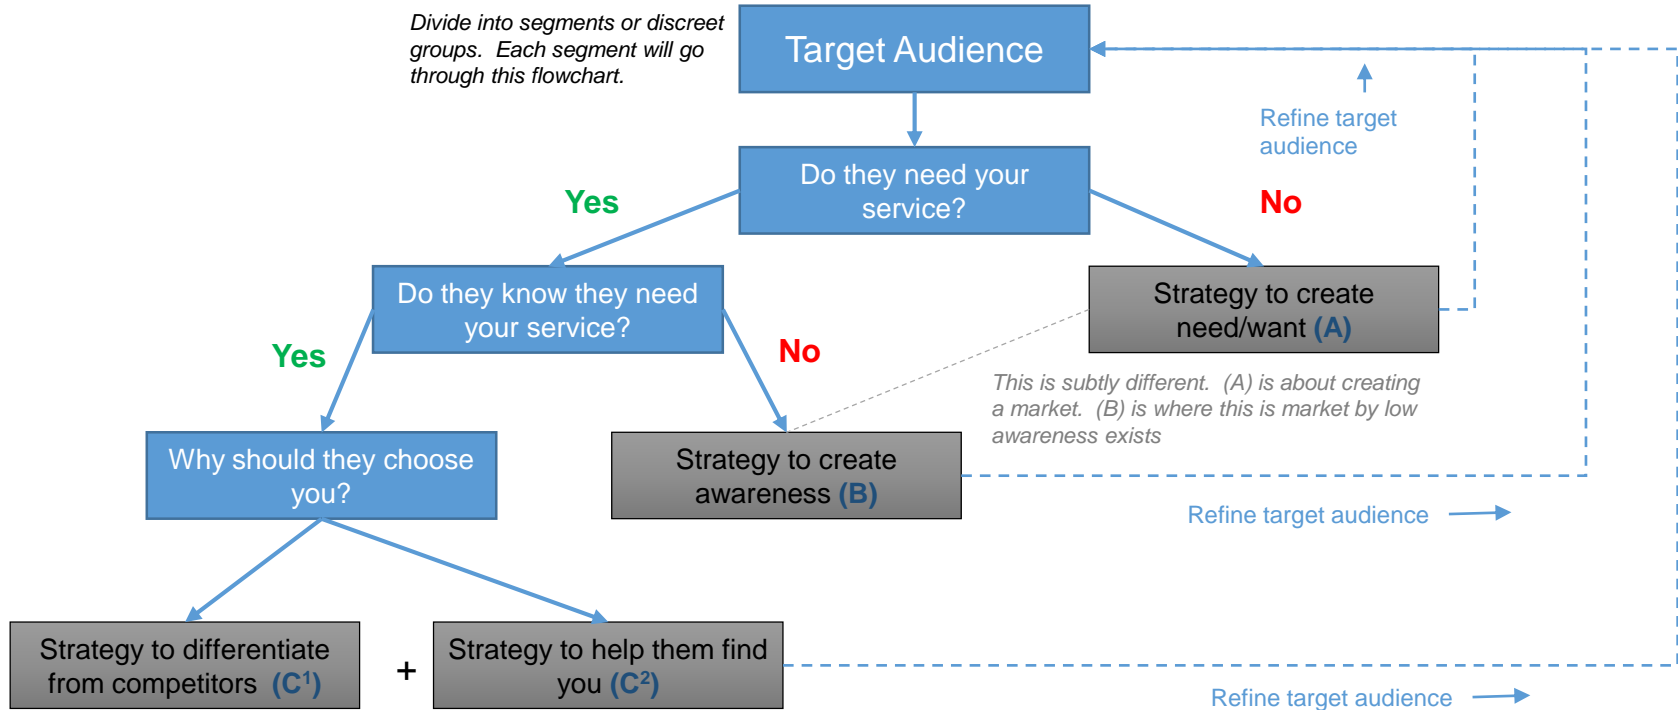 Divide into segments or discreet
groups. Each segment will go
through this flowchart.
Target Audience
Refine target
audience
Do they need your
service?
Yes
No
Do they know they need
your service?
Strategy to create
need/want (A)
Yes
No
This is subtly different. (A) is about creating
a market. (B) is where this is market by low
awareness exists
Why should they choose
you?
Strategy to create
awareness (B)
Refine target audience
Strategy to differentiate
from competitors (C¹)
+
Strategy to help them find
you (C²)
Refine target audience